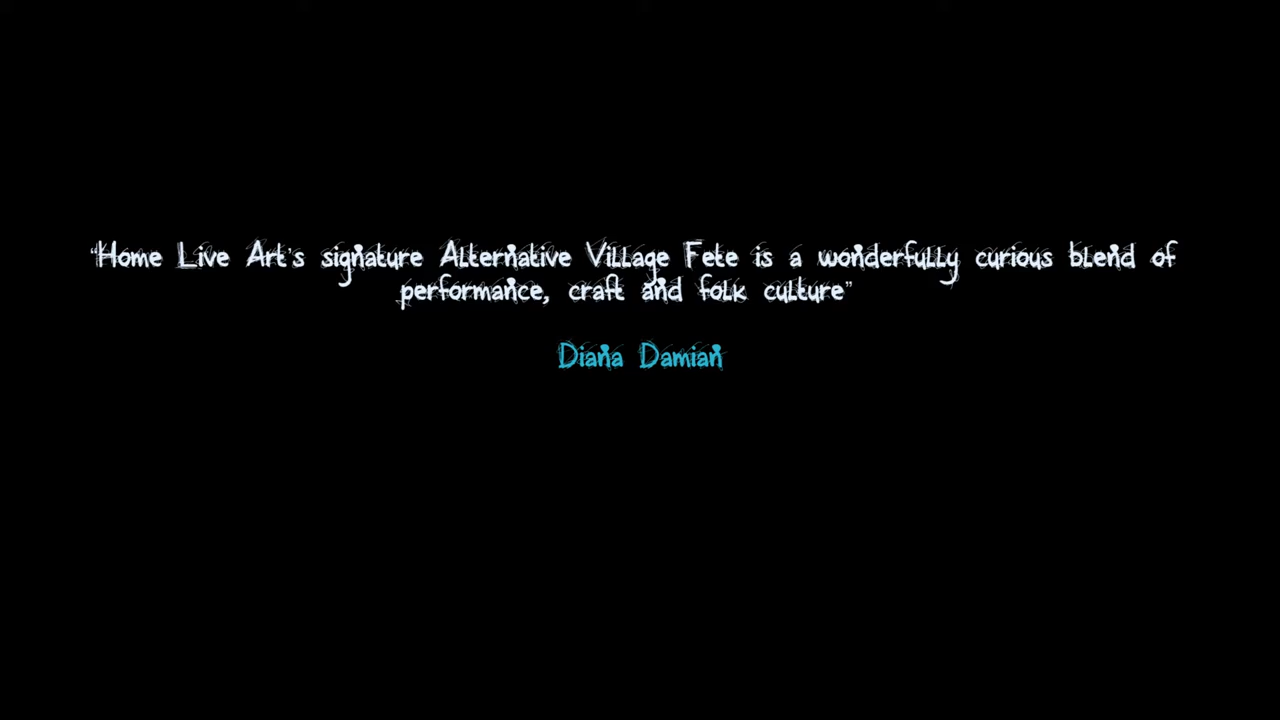 “Home Live Art's signature Alternative Village Fete is a wonderfully curious blend of
performance, craft and folk culture”
Diana Damian